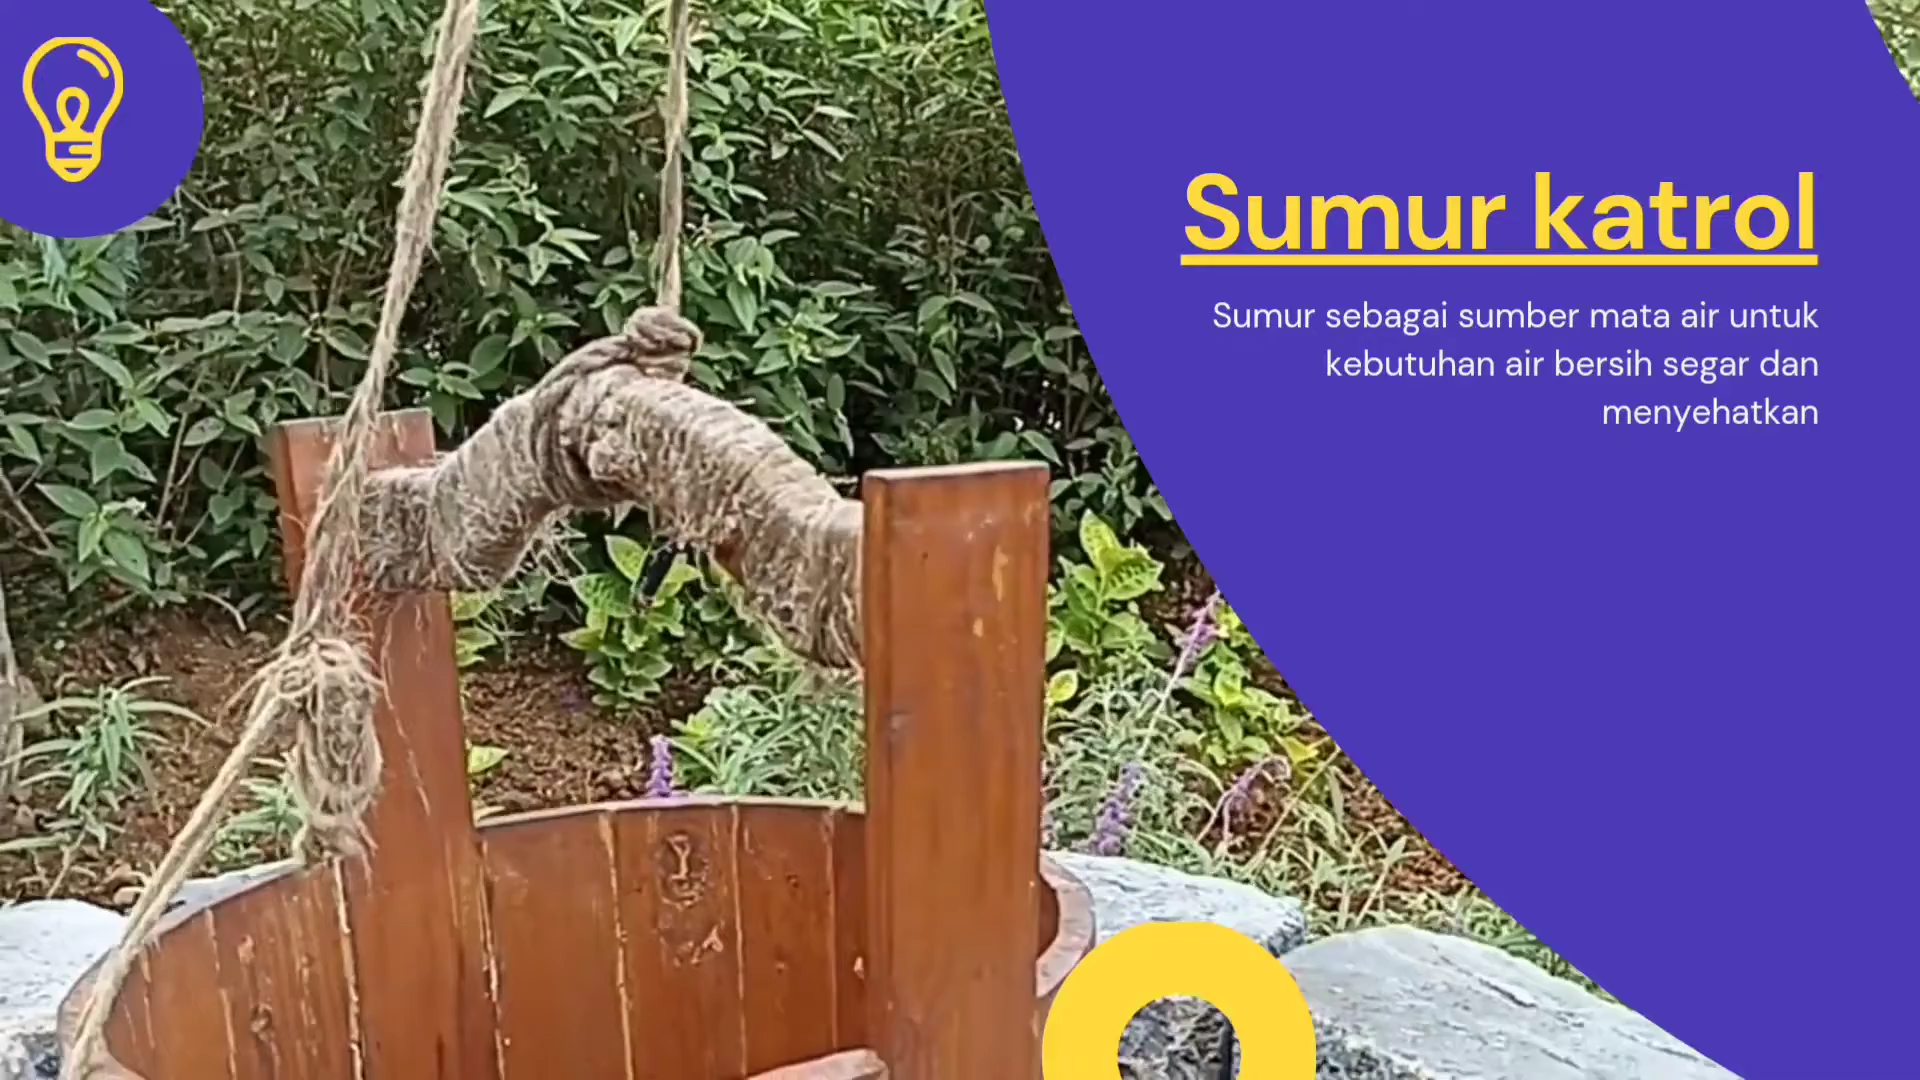 Sumur katrol
Sumur sebagai sumber mata air untuk
kebutuhan air bersih segar dan
menyehatkan